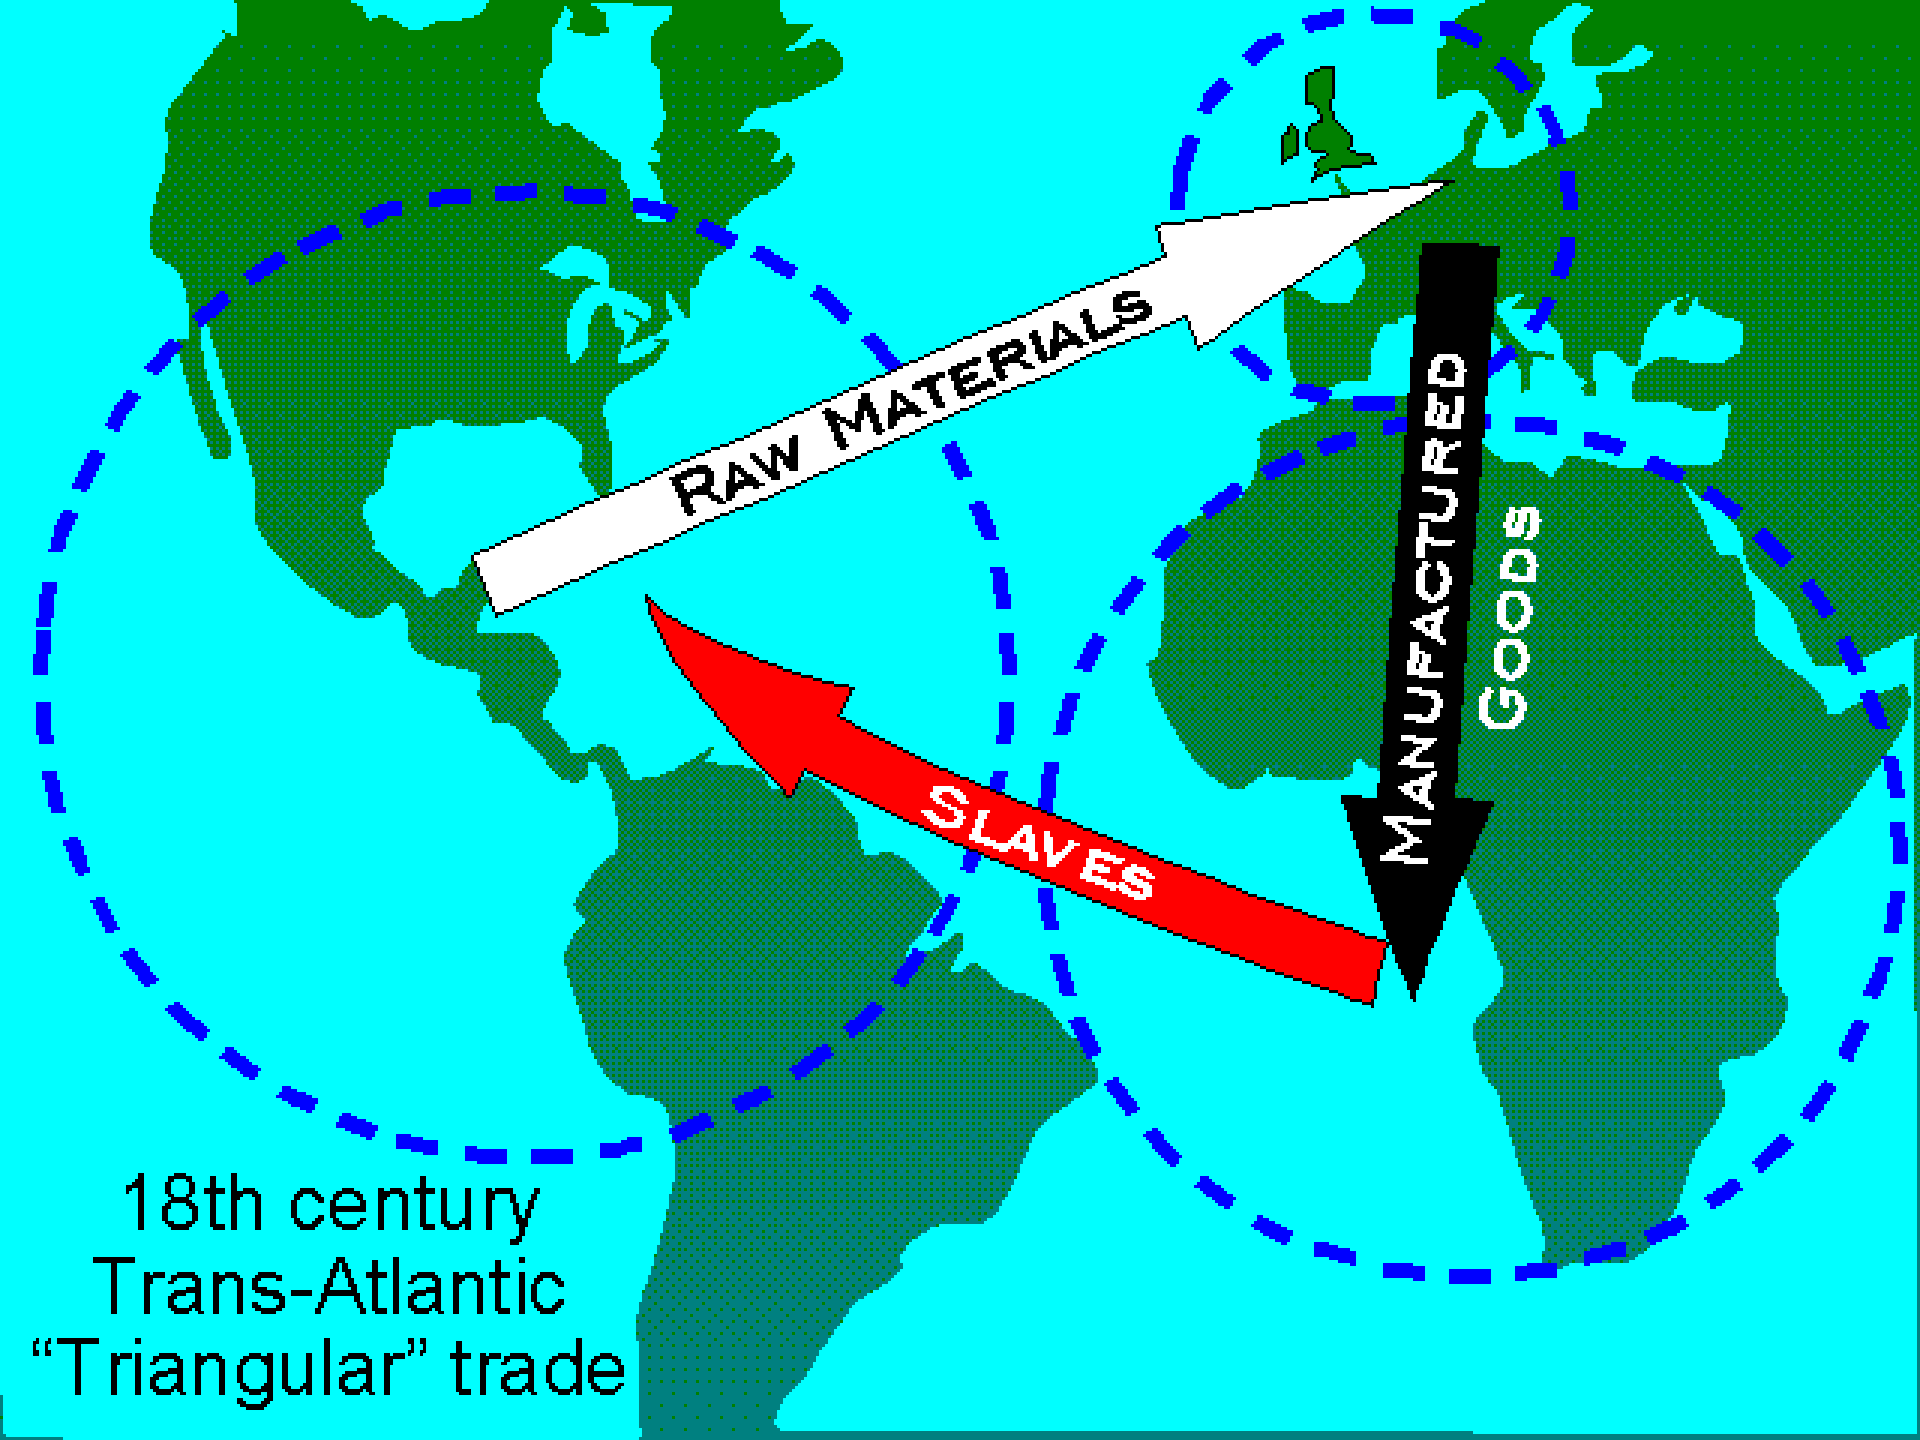 RAW MATERIALS
MANUFACTURED
GOODS
SLAVES
18th century
Trans-Atlantic
“Triangular” trade